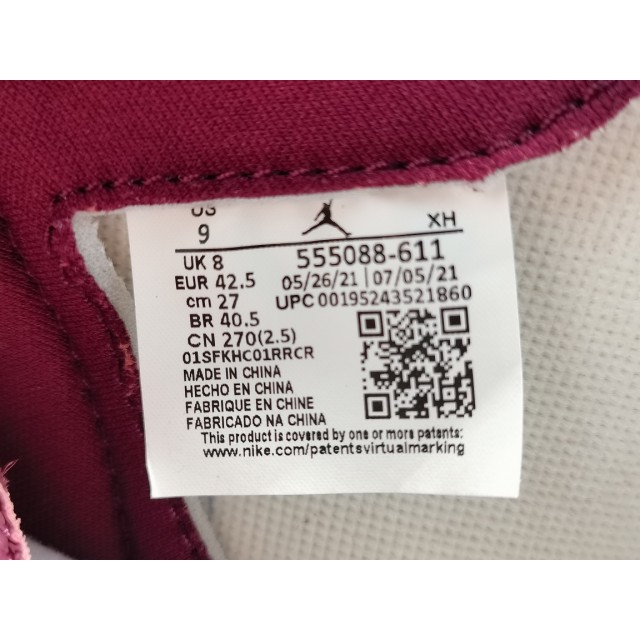 US
9
XH
UK 8
555088-611
EUR 42.5
05/26/21 | 07/05/21
cm 27
UPC 00195243521860
BR 40.5
CN 270(2.5)
01SFKHC01RRCR
MADE IN CHINA
HECHO EN CHINA
FABRIQUE EN CHINE
FABRICADO NA CHINA
This product is covered by one or more patents:
www.nike.com/patentsvirtualmarking